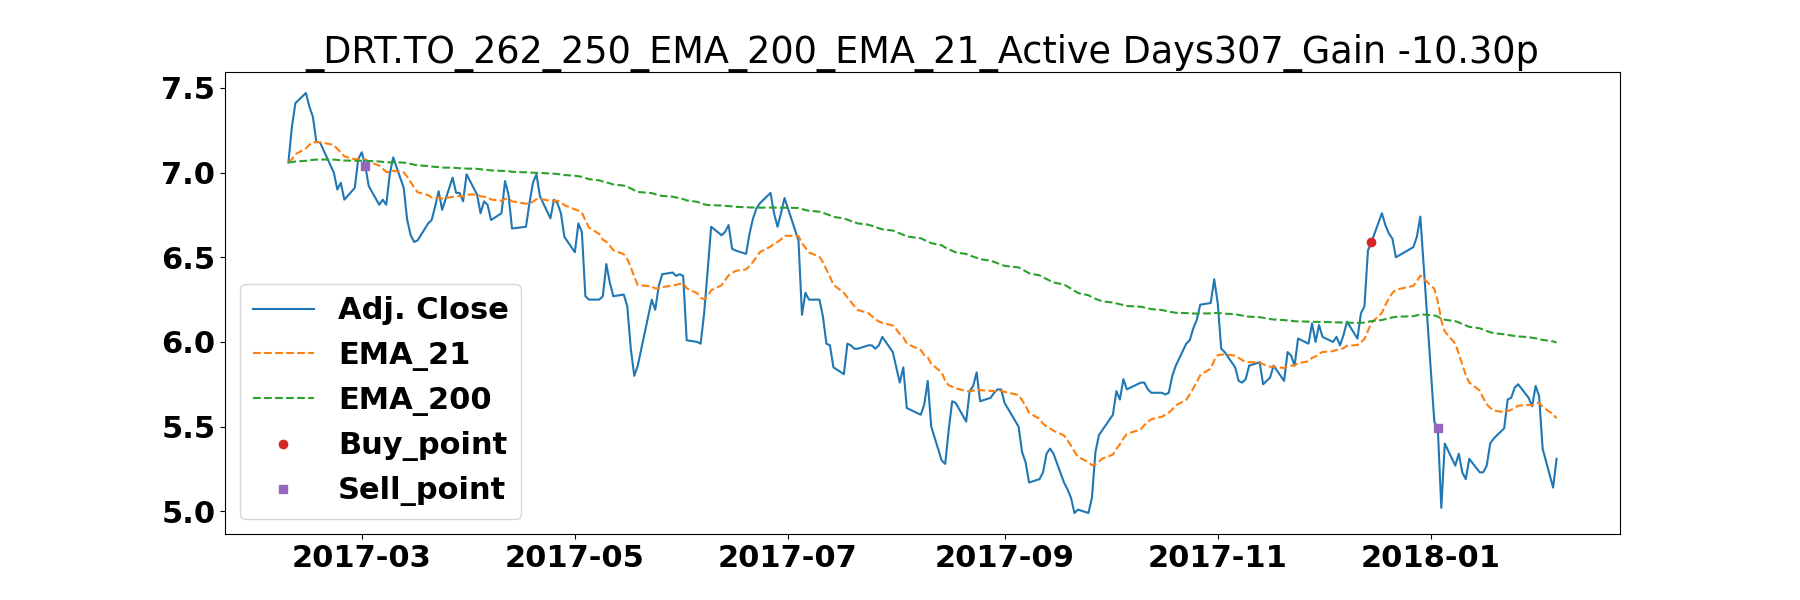 _DRT.TO_262_250_EMA_200_EMA_21_Active Days307_Gain -10.30p
7.5
7.0
6.5
6.0
5.5
5.0
Adj. Close
EMA_21
EMA_200
Buy_point
Sell_point
2017-03 2017-05 2017-07 2017-09 2017-11 2018-01